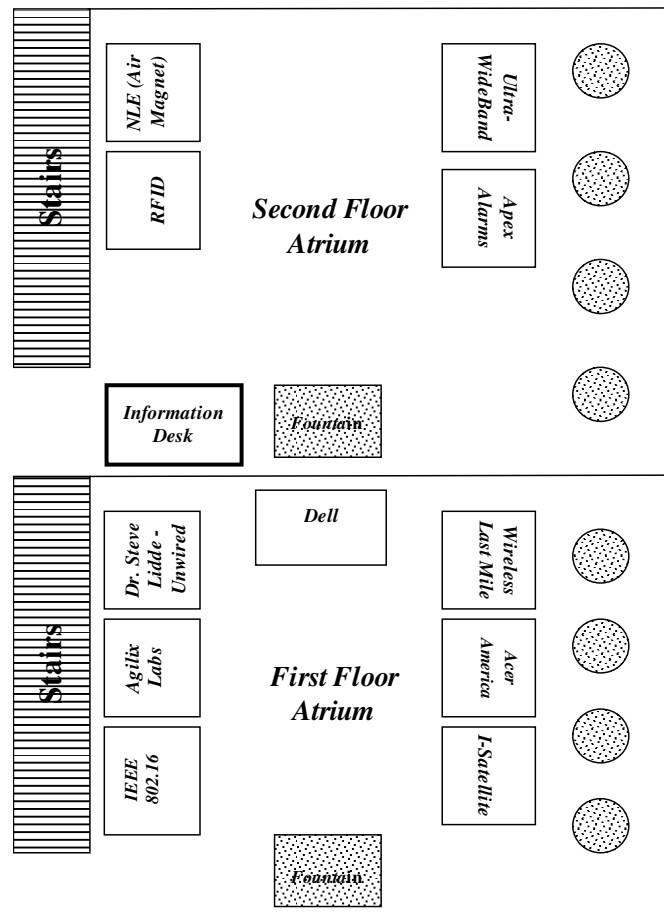 Stairs
NLE (Air
Magnet)
RFID
Second Floor
Atrium
Ultra-
WideBand
Apex
Alarms
Information
Desk
Fountain
Stairs
Dr. Steve
Lidde -
Unwired
Agilix
Labs
IEEE
802.16
Dell
First Floor
Atrium
Wireless
Last Mile
Acer
America
I-Satellite
Fountain